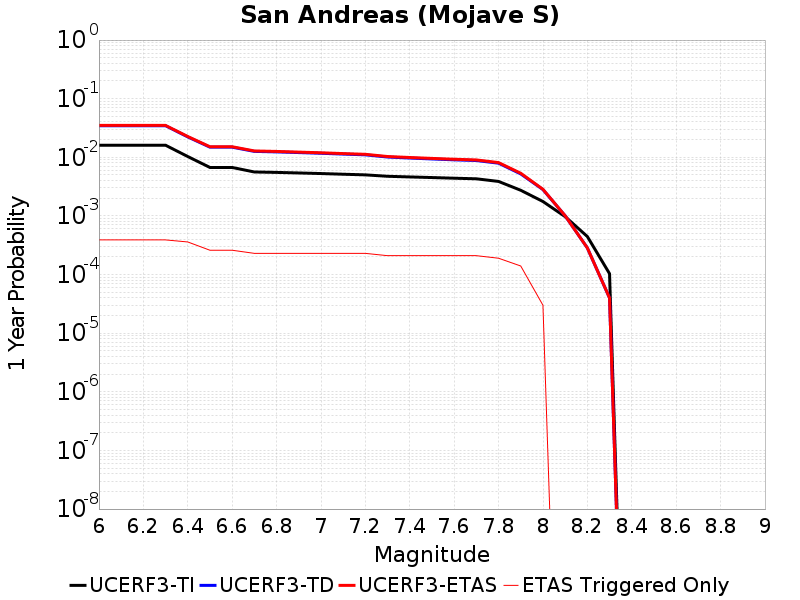 San Andreas (Mojave S)
10^0
10^-1
10^-2
10^-3
10^-4
10^-5
10^-6
10^-7
10^-8
1 Year Probability
6 6.2 6.4 6.6 6.8 7 7.2 7.4 7.6 7.8 8 8.2 8.4 8.6 8.8 9
Magnitude
UCERF3-TI UCERF3-TD UCERF3-ETAS ETAS Triggered Only